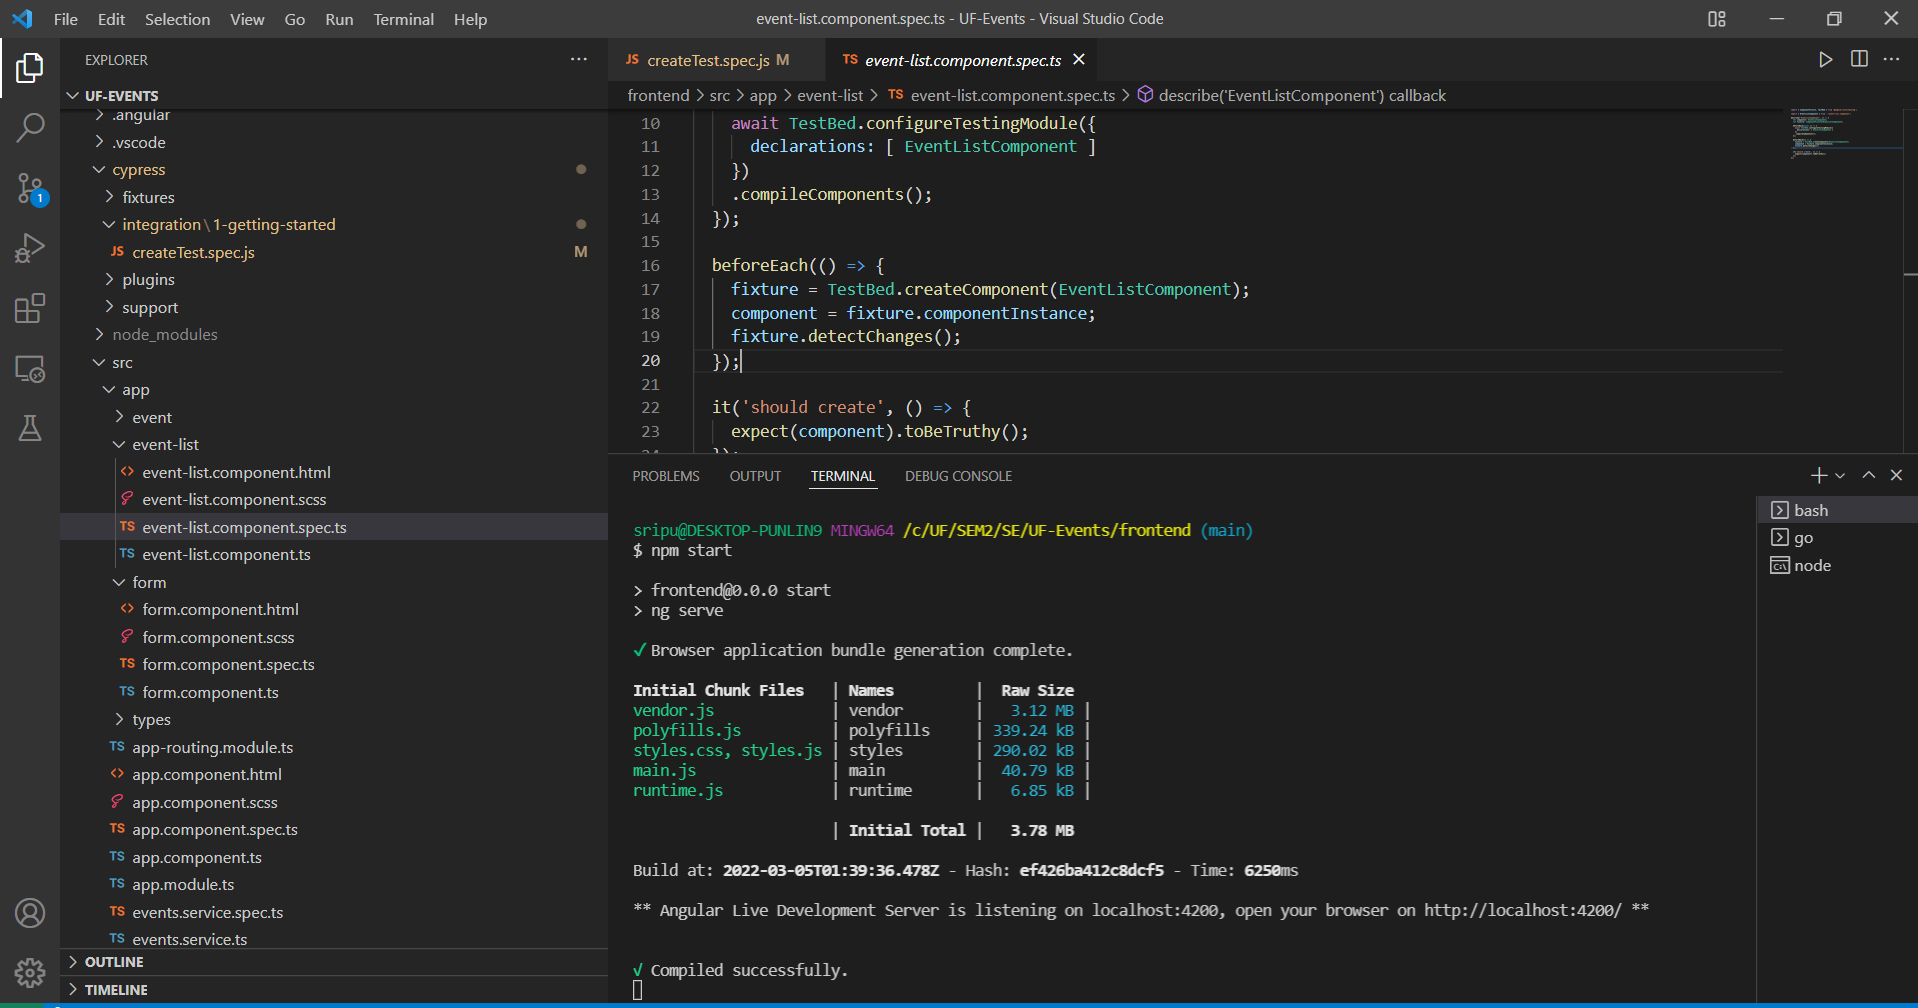 File Edit Selection View Go Run Terminal Help
event-list.component.spec.ts - UF-Events - Visual Studio Code
1
EXPLORER
UF-EVENTS
.angular
.vscode
cypress
fixtures
integration\1-getting-started
JS createTest.spec.js M
plugins
support
node_modules
src
app
event
event-list
<> event-list.component.html
event-list.component.scss
TS event-list.component.spec.ts
TS event-list.component.ts
form
<> form.component.html
form.component.scss
TS form.component.spec.ts
TS form.component.ts
types
TS app-routing.module.ts
<> app.component.html
app.component.scss
TS app.component.spec.ts
TS app.component.ts
TS app.module.ts
TS events.service.spec.ts
TS events.service.ts
OUTLINE
TIMELINE
JS createTest.spec.js M
TS event-list.component.spec.ts
frontend > src > app > event-list > TS event-list.component.spec.ts > describe('EventListComponent') callback
10 await TestBed.configureTestingModule({
11 declarations: [ EventListComponent ]
12 })
13 .compileComponents();
14 });
15
16 beforeEach(() => {
17 fixture = TestBed.createComponent(EventListComponent);
18 component = fixture.componentInstance;
19 fixture.detectChanges();
20 });
21
22 it('should create', () => {
23 expect(component).toBeTruthy();
24 });
PROBLEMS OUTPUT TERMINAL DEBUG CONSOLE
sripu@DESKTOP-PUNLIN9 MINGW64 /c/UF/SEM2/SE/UF-Events/frontend (main)
$ npm start
> frontend@0.0.0 start
> ng serve
√ Browser application bundle generation complete.
Initial Chunk Files | Names | Raw Size
vendor.js | vendor | 3.12 MB |
polyfills.js | polyfills | 339.24 kB |
styles.css, styles.js | styles | 290.02 kB |
main.js | main | 40.79 kB |
runtime.js | runtime | 6.85 kB |
| Initial Total | 3.78 MB
Build at: 2022-03-05T01:39:36.478Z - Hash: ef426ba412c8dcf5 - Time: 6250ms
** Angular Live Development Server is listening on localhost:4200, open your browser on http://localhost:4200/ **
√ Compiled successfully.
bash
go
node